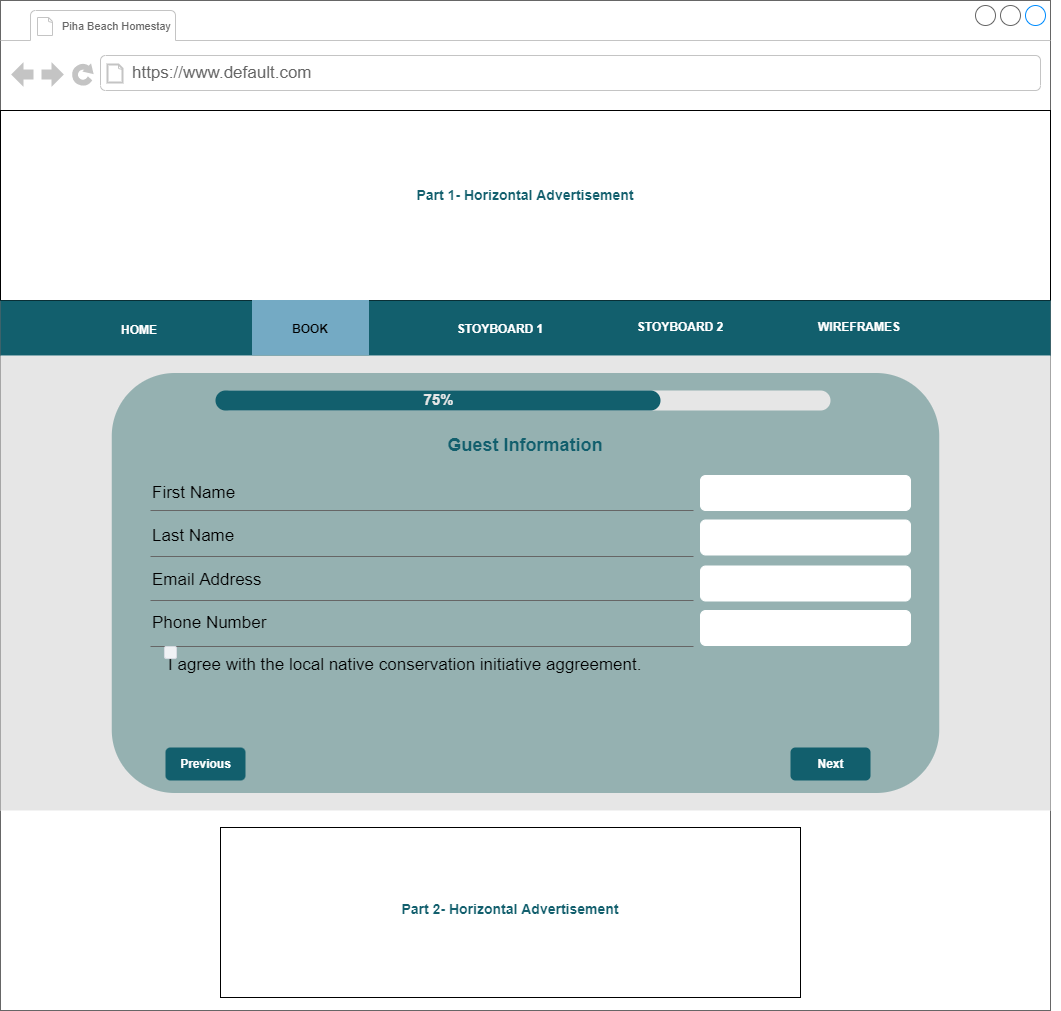 Piha Beach Homestay
https://www.default.com
Part 1- Horizontal Advertisement
HOME
BOOK
STOYBOARD 1
STOYBOARD 2
WIREFRAMES
75%
Guest Information
First Name
Last Name
Email Address
Phone Number
I agree with the local native conservation initiative aggreement.
Previous
Next
Part 2- Horizontal Advertisement